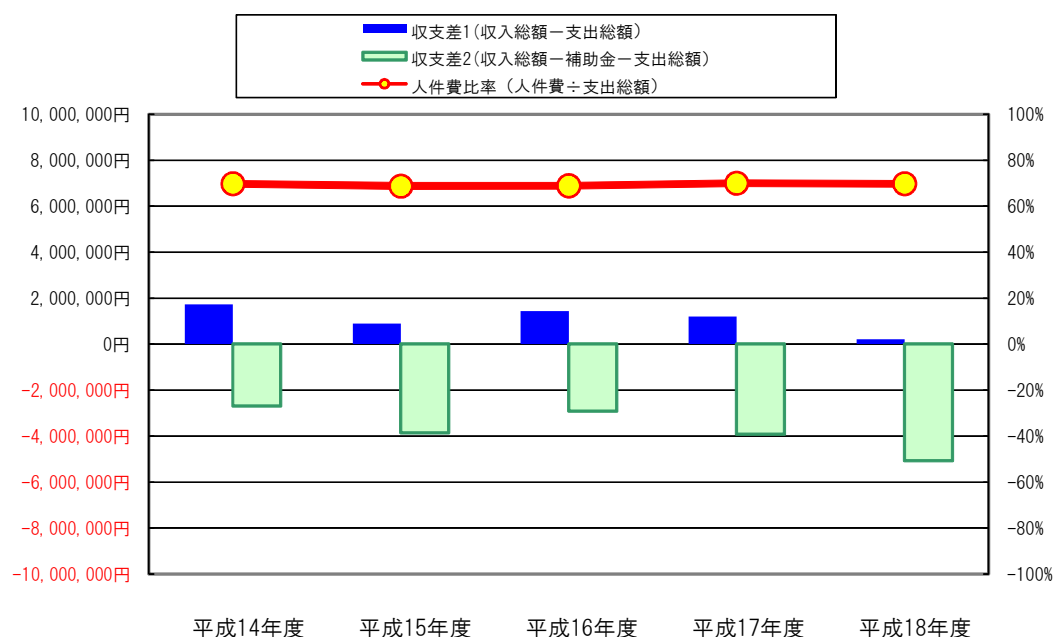 収支差1(収入総額－支出総額)
収支差2(収入総額－補助金－支出総額)
人件費比率（人件費÷支出総額）
10,000,000円 100%
8,000,000円 80%
6,000,000円 60%
4,000,000円 40%
2,000,000円 20%
0円 0%
-2,000,000円 -20%
-4,000,000円 -40%
-6,000,000円 -60%
-8,000,000円 -80%
-10,000,000円 -100%
平成14年度 平成15年度 平成16年度 平成17年度 平成18年度